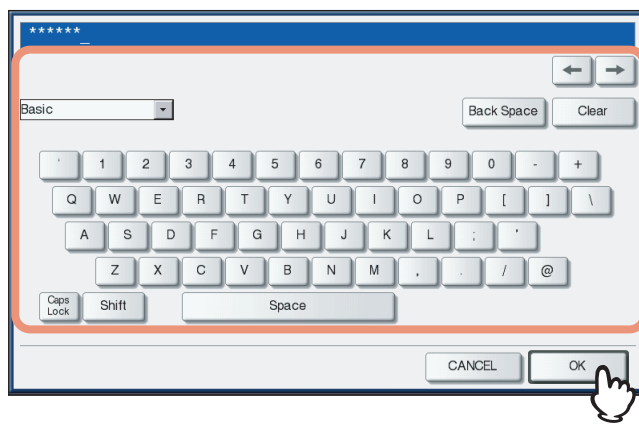 ******_
← →
Basic Back Space Clear
` 1 2 3 4 5 6 7 8 9 0 - +
Q W E R T Y U I O P [ ] \
A S D F G H J K L ; '
Z X C V B N M , . / @
Caps Lock Shift Space
CANCEL OK